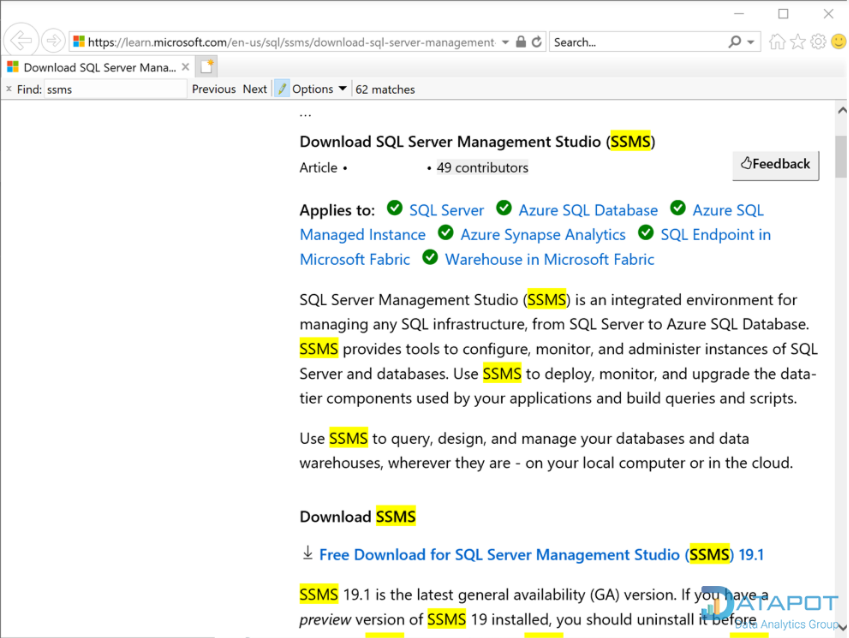 https://learn.microsoft.com/en-us/sql/ssms/download-sql-server-management-
Search...
Download SQL Server Mana...
× Find: ssms Previous Next Options 62 matches
...
Download SQL Server Management Studio (SSMS)
Article • • 49 contributors
Feedback
Applies to: SQL Server Azure SQL Database Azure SQL
Managed Instance Azure Synapse Analytics SQL Endpoint in
Microsoft Fabric Warehouse in Microsoft Fabric
SQL Server Management Studio (SSMS) is an integrated environment for
managing any SQL infrastructure, from SQL Server to Azure SQL Database.
SSMS provides tools to configure, monitor, and administer instances of SQL
Server and databases. Use SSMS to deploy, monitor, and upgrade the data-
tier components used by your applications and build queries and scripts.
Use SSMS to query, design, and manage your databases and data
warehouses, wherever they are - on your local computer or in the cloud.
Download SSMS
Free Download for SQL Server Management Studio (SSMS) 19.1
SSMS 19.1 is the latest general availability (GA) version. If you have a
preview version of SSMS 19 installed, you should uninstall it before
DATAPOT
Data Analytics Group